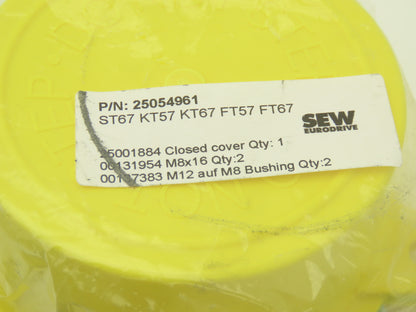 P/N: 25054961
ST67 KT57 KT67 FT57 FT67
SEW
EURODRIVE
25001884 Closed cover Qty: 1
00131954 M8x16 Qty:2
00137383 M12 auf M8 Bushing Qty:2